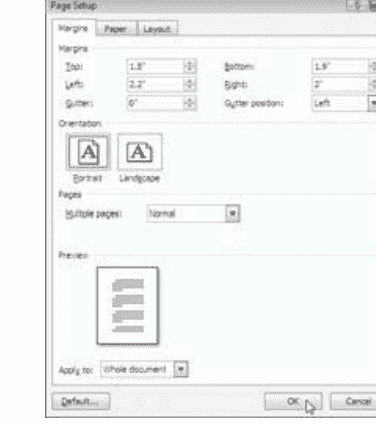 Page Setup
Margins Paper Layout
Margins
Top: 1.8" Bottom: 1.8"
Left: 2.2" Right: 2"
Gutter: 0" Gutter position: Left
Orientation
A A
Portrait Landscape
Pages
Multiple pages: Normal
Preview
Apply to: Whole document
Default... OK Cancel